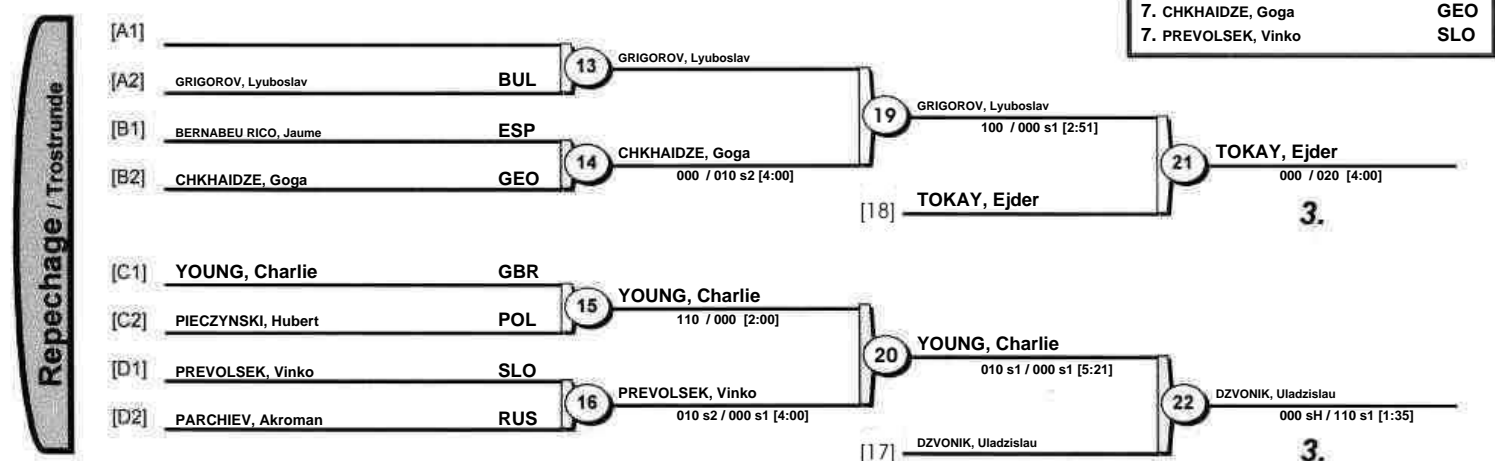 7. CHKHAIDZE, Goga GEO
7. PREVOLSEK, Vinko SLO
Repechage / Trostrunde
[A1]
[A2] GRIGOROV, Lyuboslav BUL
13
GRIGOROV, Lyuboslav
[B1] BERNABEU RICO, Jaume ESP
[B2] CHKHAIDZE, Goga GEO
14
CHKHAIDZE, Goga
000 / 010 s2 [4:00]
19
GRIGOROV, Lyuboslav
100 / 000 s1 [2:51]
[18] TOKAY, Ejder
21
TOKAY, Ejder
000 / 020 [4:00]
3.
[C1] YOUNG, Charlie GBR
[C2] PIECZYNSKI, Hubert POL
15
YOUNG, Charlie
110 / 000 [2:00]
[D1] PREVOLSEK, Vinko SLO
[D2] PARCHIEV, Akroman RUS
16
PREVOLSEK, Vinko
010 s2 / 000 s1 [4:00]
20
YOUNG, Charlie
010 s1 / 000 s1 [5:21]
[17] DZVONIK, Uladzislau
22
DZVONIK, Uladzislau
000 sH / 110 s1 [1:35]
3.